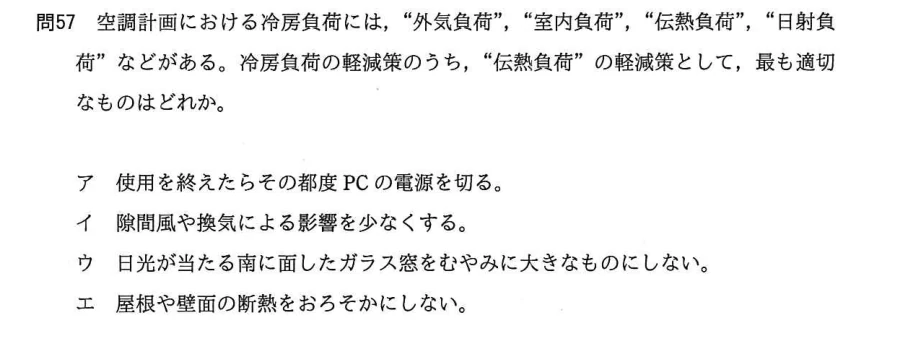 問57 空調計画における冷房負荷には，“外気負荷”，“室内負荷”，“伝熱負荷”，“日射負
荷”などがある。冷房負荷の軽減策のうち，“伝熱負荷”の軽減策として，最も適切
なものはどれか。
ア 使用を終えたらその都度 PC の電源を切る。
イ 隙間風や換気による影響を少なくする。
ウ 日光が当たる南に面したガラス窓をむやみに大きなものにしない。
エ 屋根や壁面の断熱をおろそかにしない。